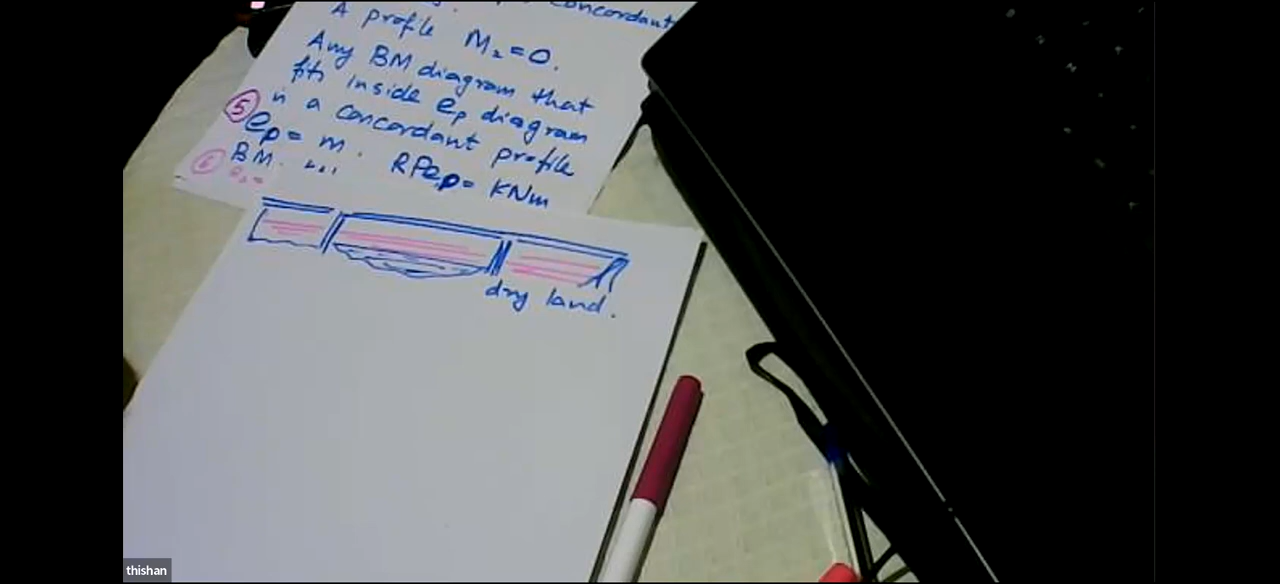 concordant
A profile M₂=0.
Any BM diagram that
fits inside eₚ diagram
is a concordant profile
⑤ eₚ = m. RPeₚ = KNm
⑥ BM.
dry land.
thishan